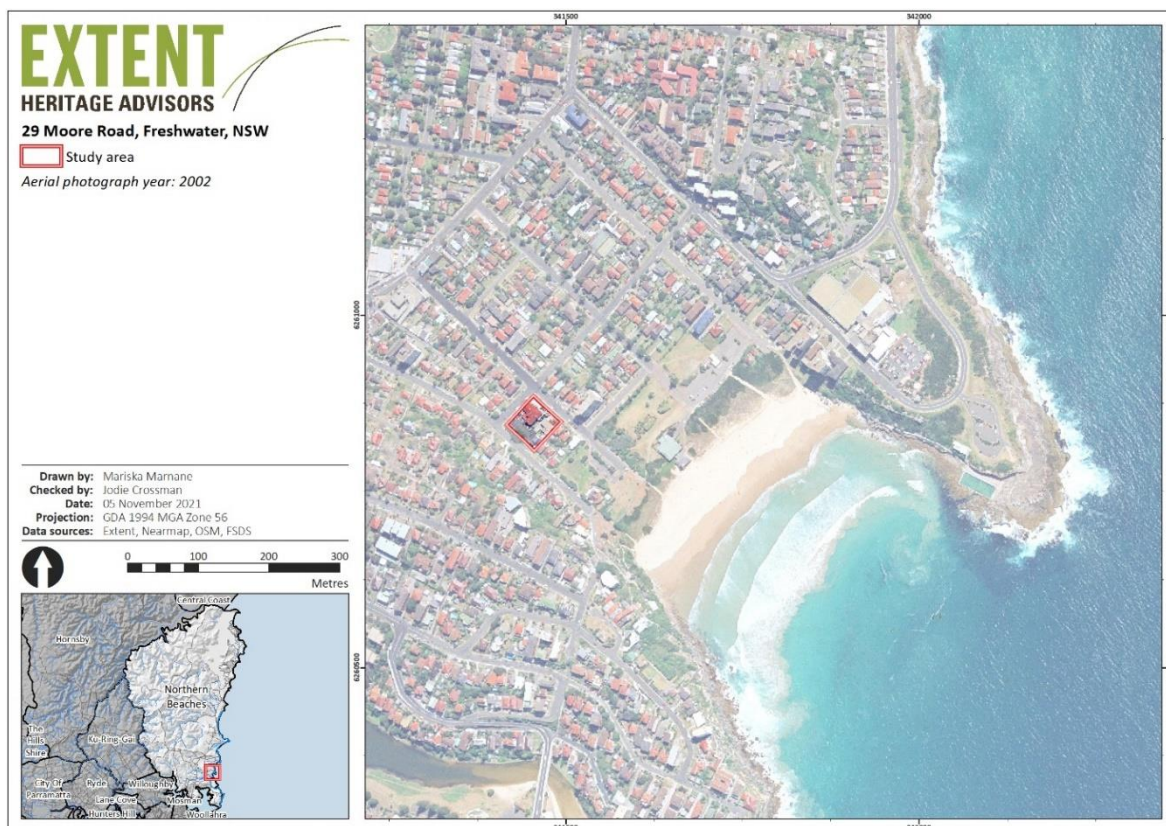 EXTENT
HERITAGE ADVISORS
29 Moore Road, Freshwater, NSW
Study area
Aerial photograph year: 2002
Drawn by: Mariska Marnane
Checked by: Jodie Crossman
Date: 05 November 2021
Projection: GDA 1994 MGA Zone 56
Data sources: Extent, Nearmap, OSM, FSDS
0 100 200 300
Metres
Central Coast
Hornsby
Northern
Beaches
The
Hills
Shire
Ku-Ring-Gai
City Of
Parramatta
Ryde
Willoughby
Lane Cove
Mosman
Hunters Hill
Woollahra
341500
342000
6261000
6260500